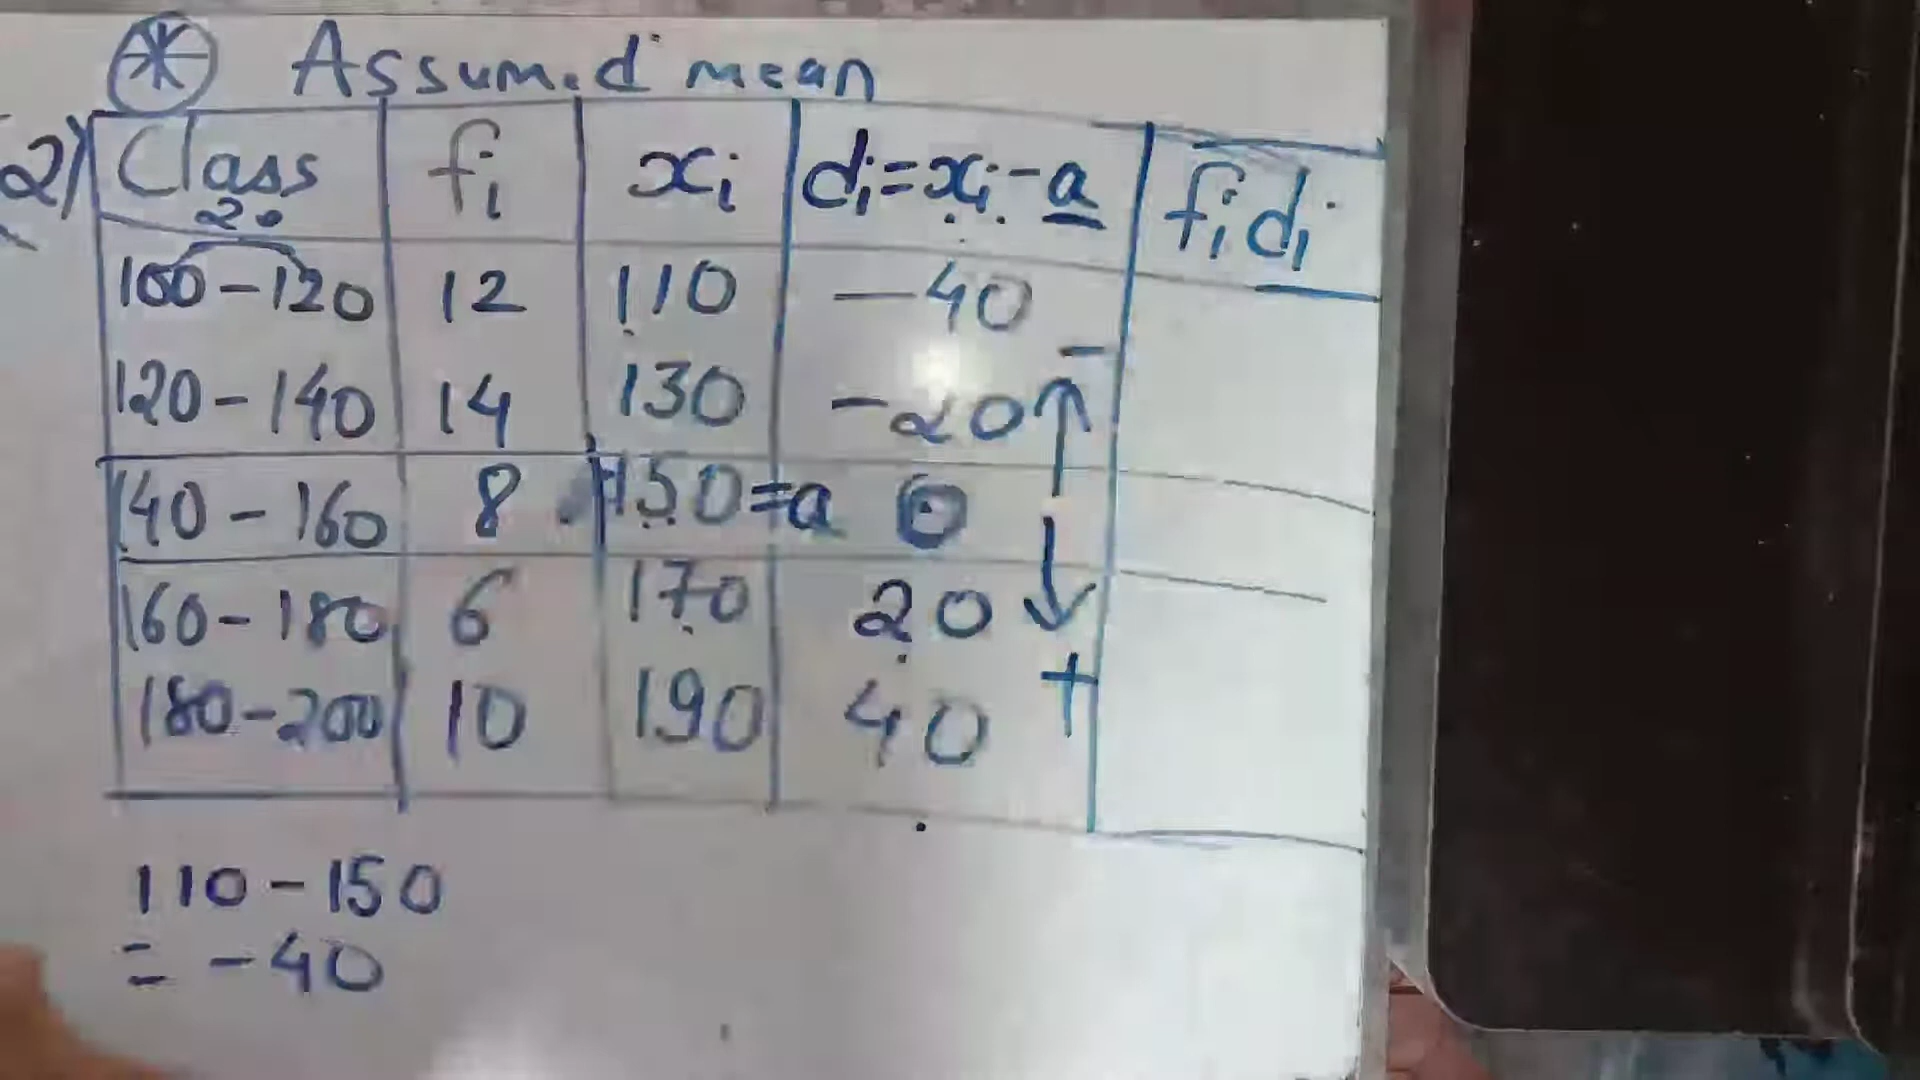 * Assumed mean
2) Class fi xi di=xi-a fidi
20
100-120 12 110 -40
-
120-140 14 130 -20 ↑
140-160 8 150=a 0
↓
160-180 6 170 20
+
180-200 10 190 40
110-150
= -40